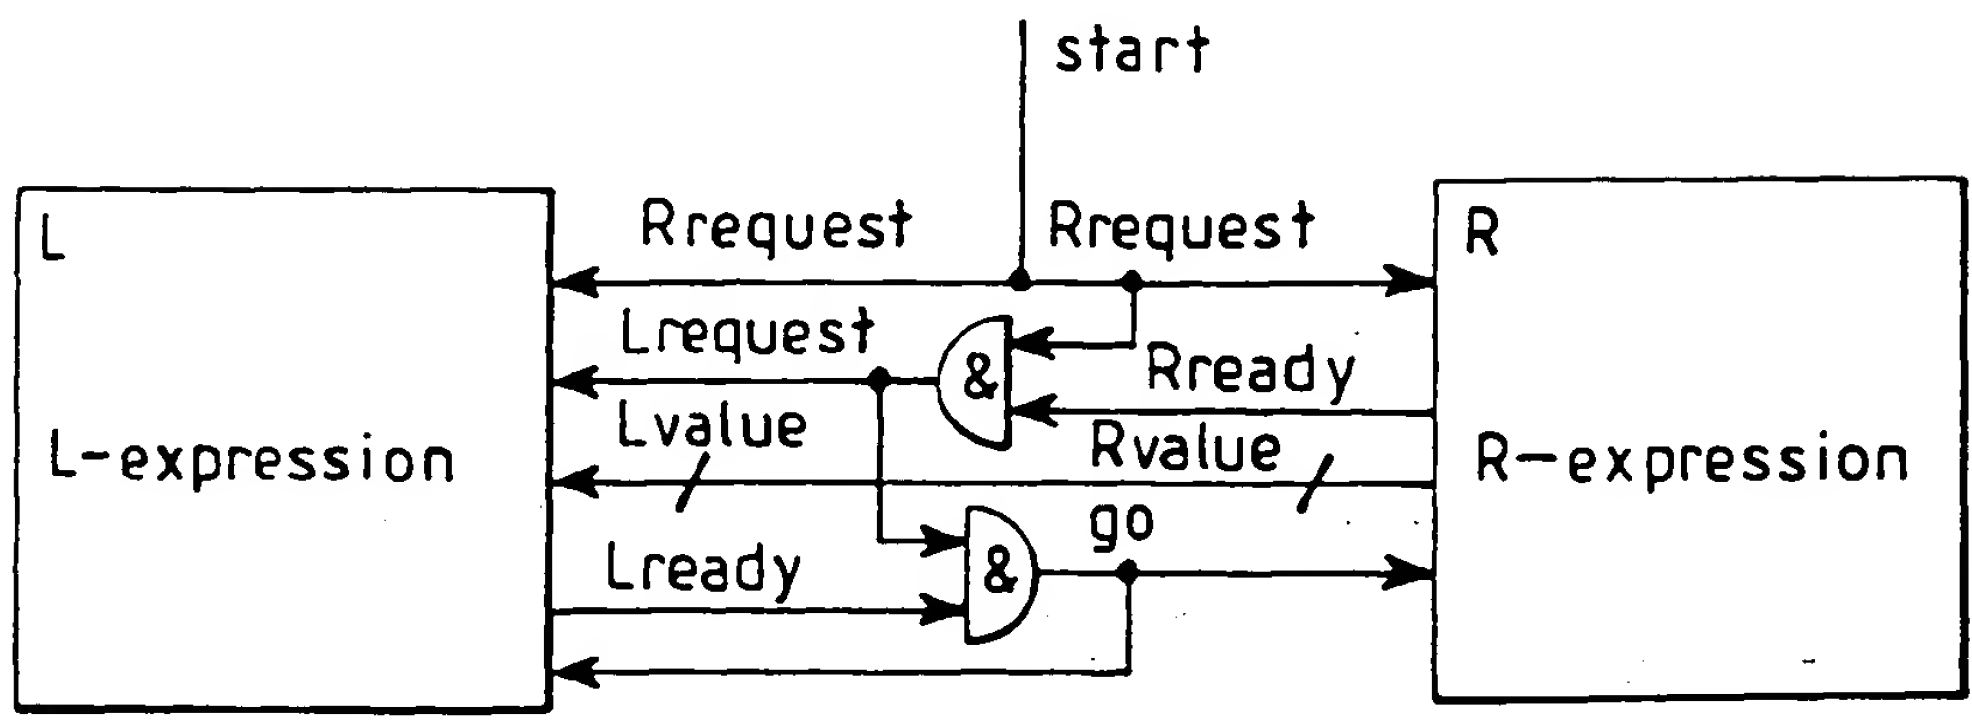 start
L
Rrequest
Rrequest
R
Lrequest
&
Rready
Lvalue
Rvalue
L-expression
R-expression
go
Lready
&